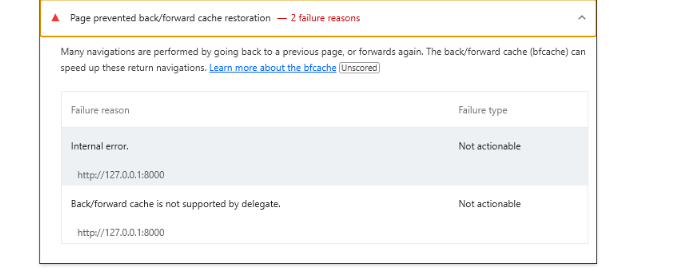 Page prevented back/forward cache restoration — 2 failure reasons
Many navigations are performed by going back to a previous page, or forwards again. The back/forward cache (bfcache) can
speed up these return navigations. Learn more about the bfcache Unscored
Failure reason Failure type
Internal error. Not actionable
http://127.0.0.1:8000
Back/forward cache is not supported by delegate. Not actionable
http://127.0.0.1:8000